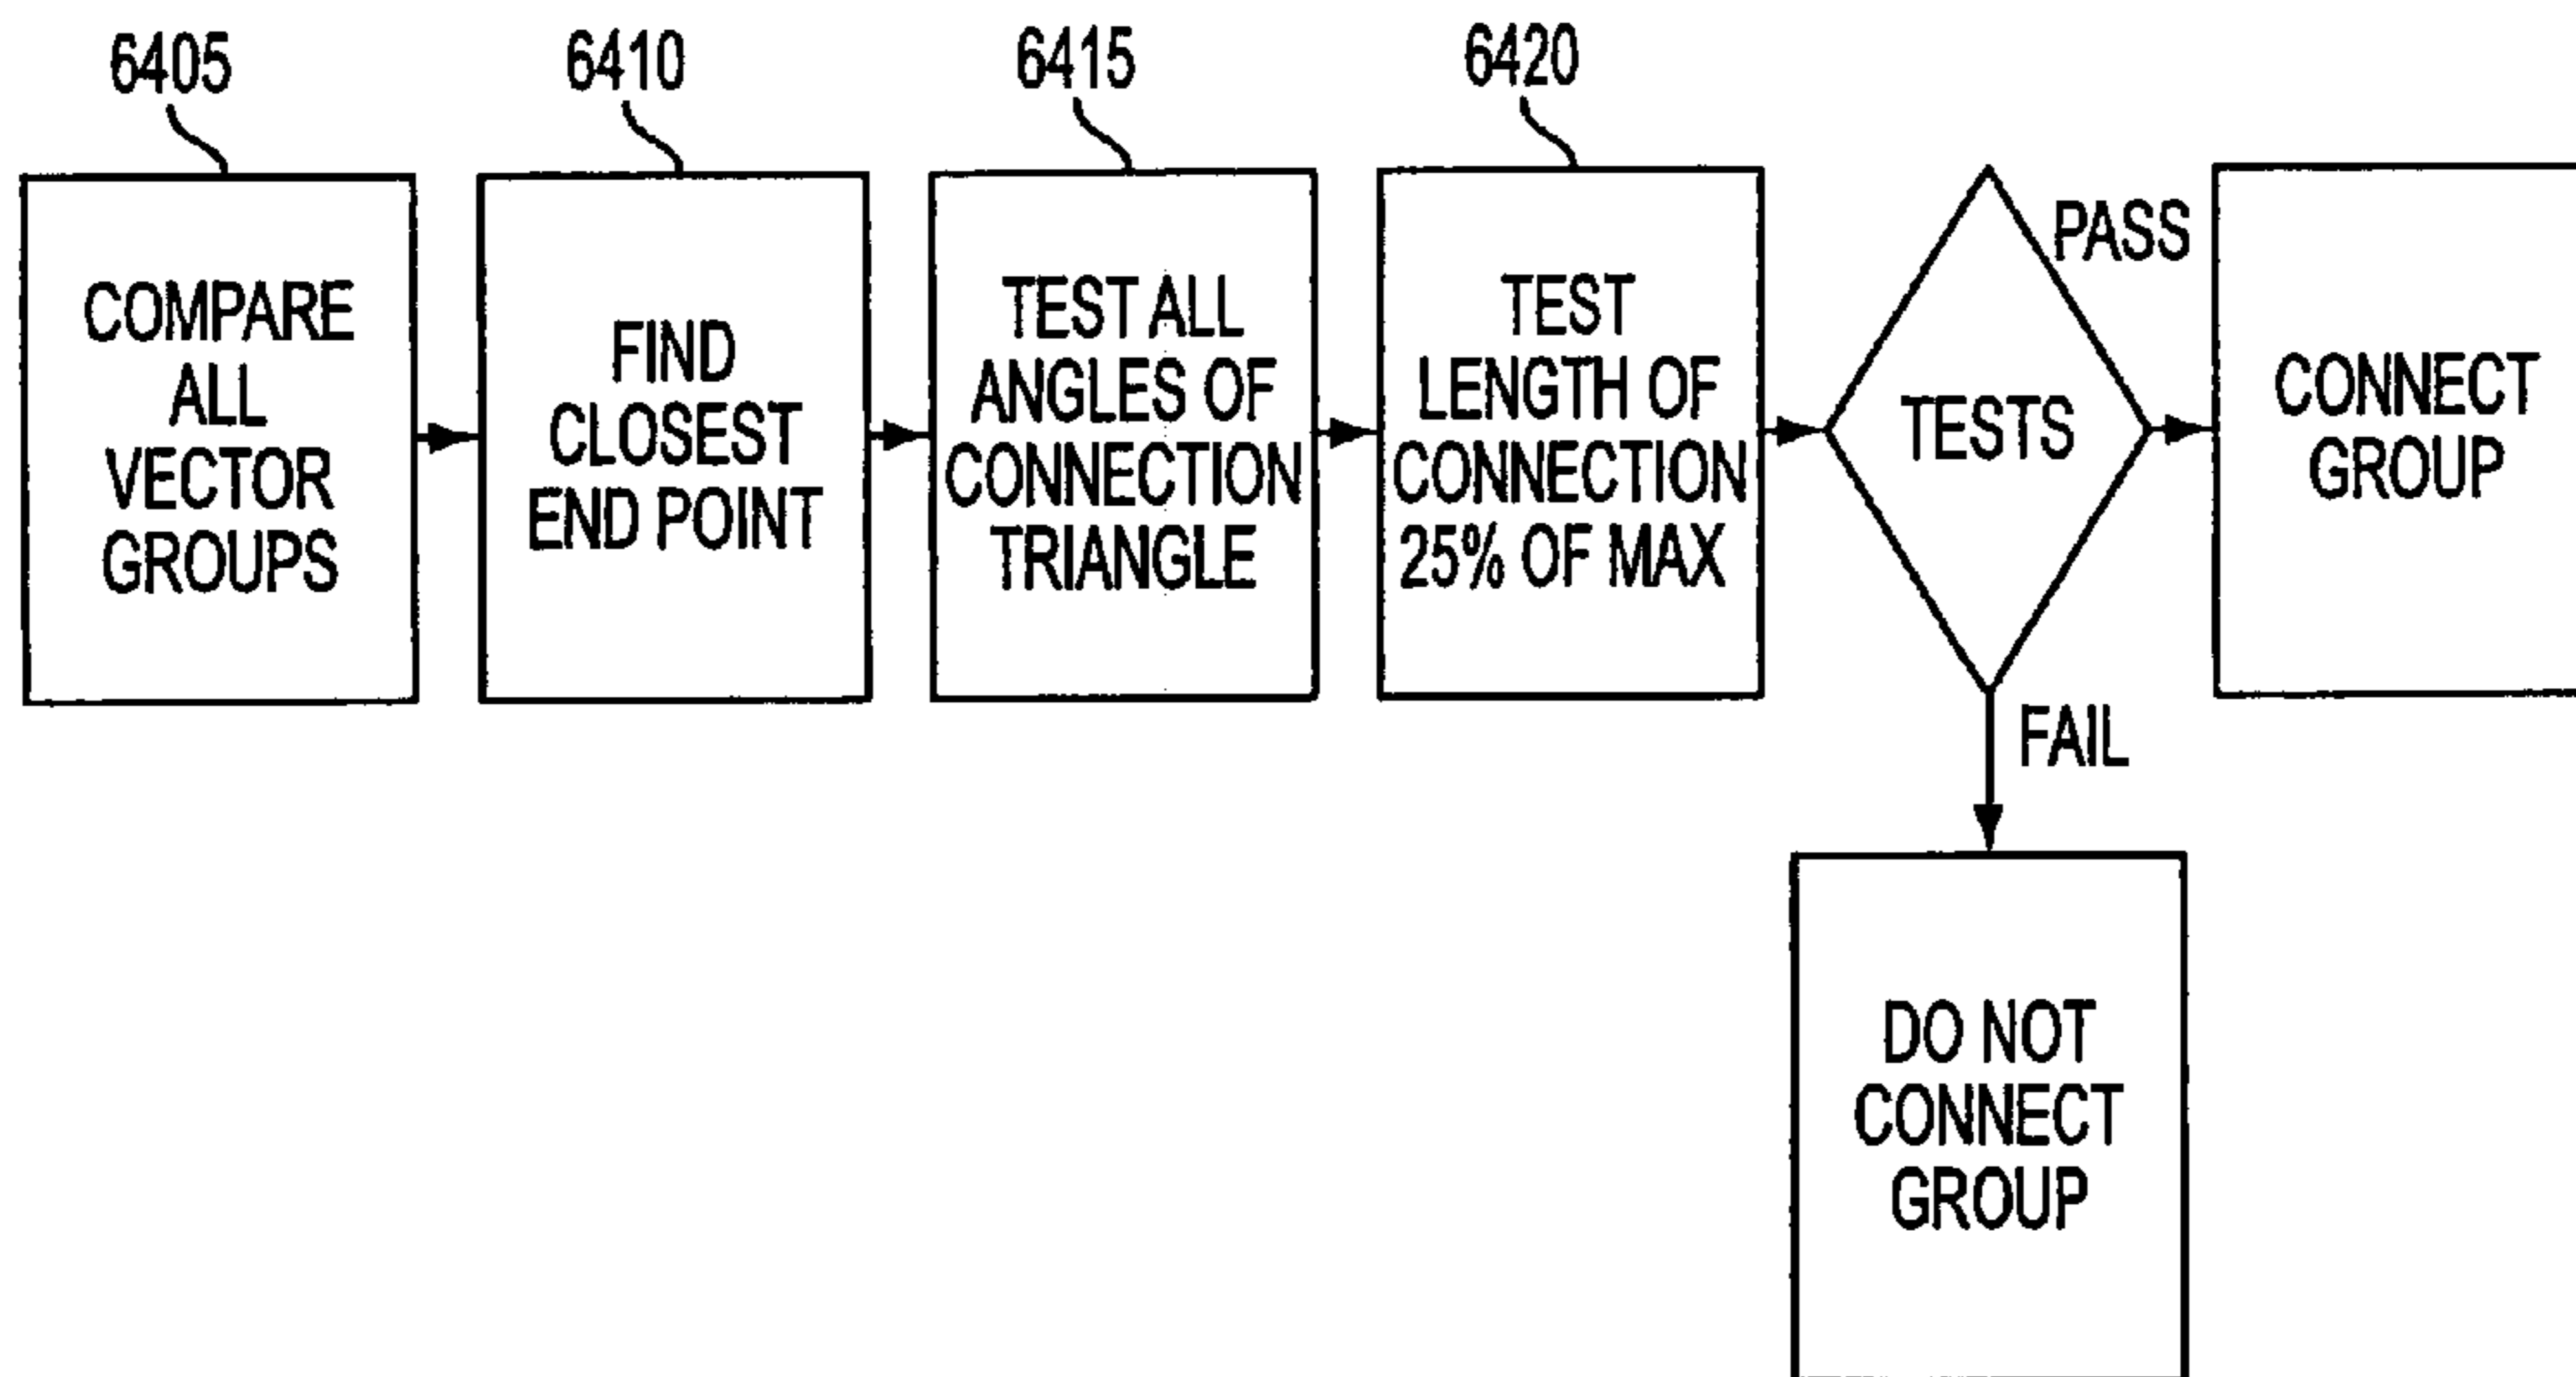 6405
6410
6415
6420
COMPARE
ALL
VECTOR
GROUPS
FIND
CLOSEST
END POINT
TEST ALL
ANGLES OF
CONNECTION
TRIANGLE
TEST
LENGTH OF
CONNECTION
25% OF MAX
TESTS
PASS
CONNECT
GROUP
FAIL
DO NOT
CONNECT
GROUP